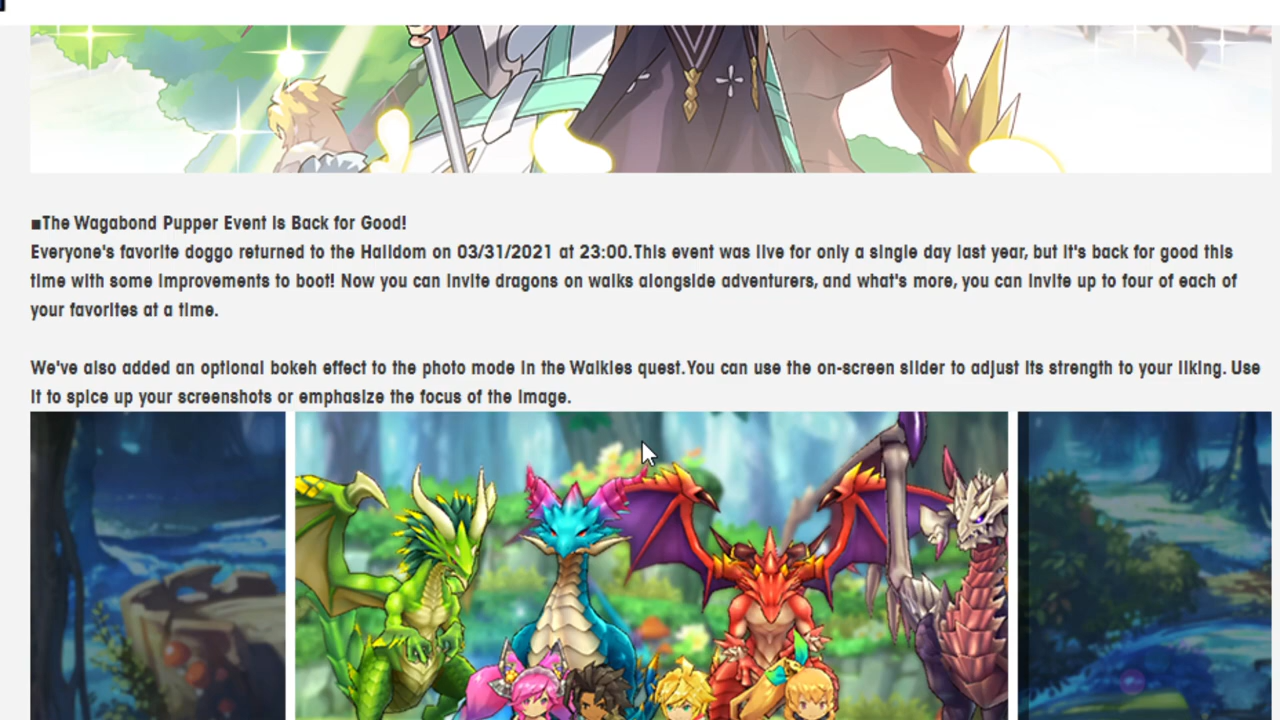 ■The Wagabond Pupper Event Is Back for Good!
Everyone's favorite doggo returned to the Halidom on 03/31/2021 at 23:00.This event was live for only a single day last year, but it's back for good this
time with some improvements to boot! Now you can invite dragons on walks alongside adventurers, and what's more, you can invite up to four of each of
your favorites at a time.
We've also added an optional bokeh effect to the photo mode in the Walkies quest.You can use the on-screen slider to adjust its strength to your liking. Use
it to spice up your screenshots or emphasize the focus of the image.